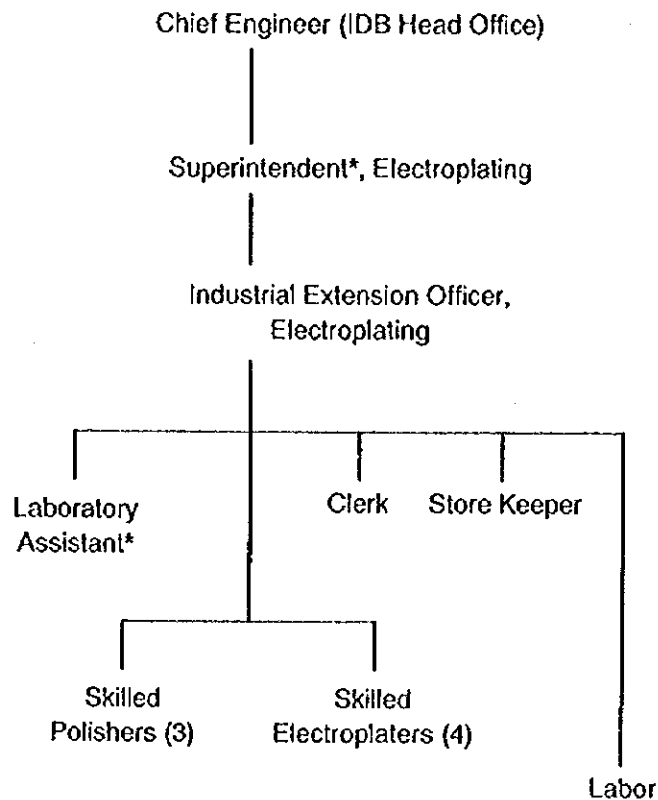 Chief Engineer (IDB Head Office)
Superintendent*, Electroplating
Industrial Extension Officer,
Electroplating
Laboratory
Assistant*
Clerk
Store Keeper
Skilled
Polishers (3)
Skilled
Electroplaters (4)
Labor